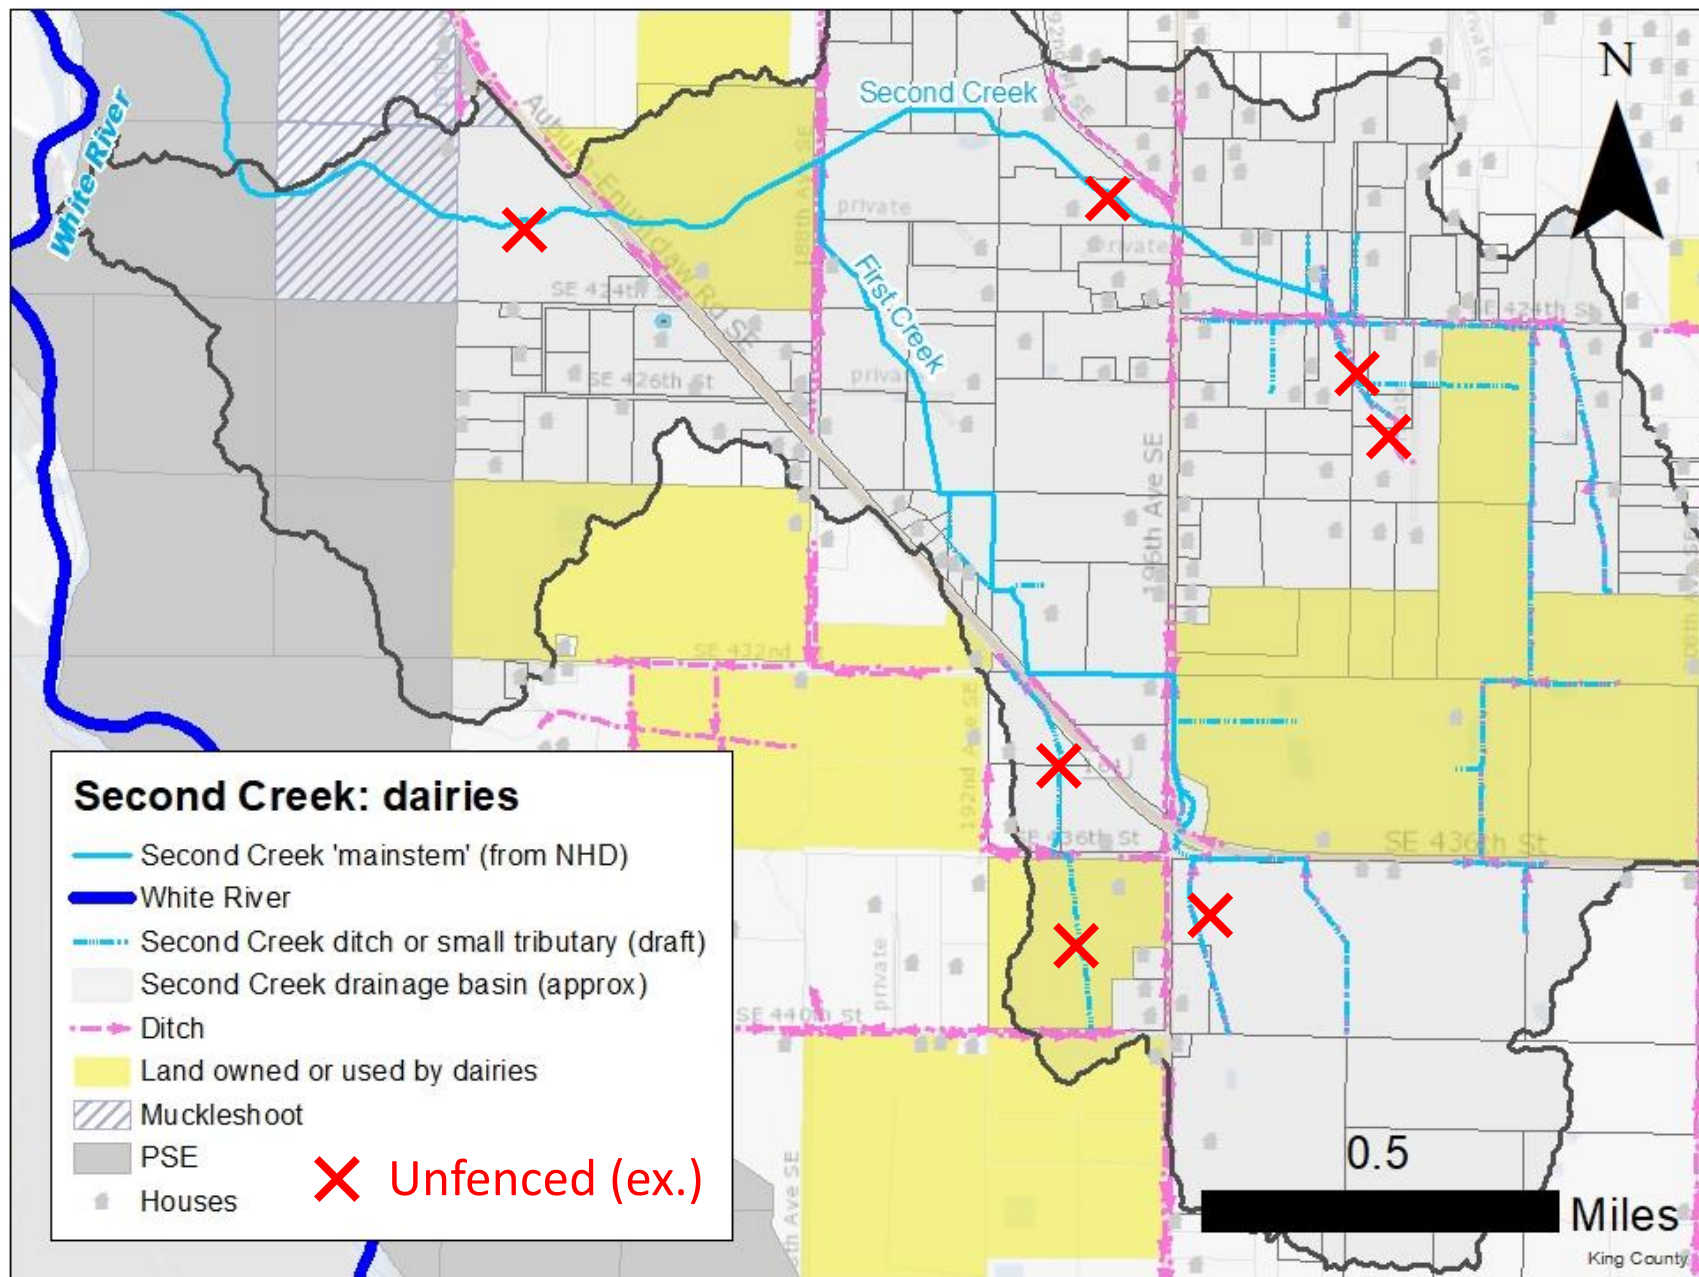 N
Second Creek
White River
Auburn-Enumclaw Rd SE
188th Ave SE
private
private
First Creek
SE 424th S
SE 424th St
SE 426th St
private
196th Ave SE
SE 432nd
192nd Ave SE
164
SE 436th St
SE 436th St
private
SE 440th St
Second Creek: dairies
Second Creek 'mainstem' (from NHD)
White River
Second Creek ditch or small tributary (draft)
Second Creek drainage basin (approx)
Ditch
Land owned or used by dairies
Muckleshoot
PSE
Houses
Unfenced (ex.)
th Ave SE
0.5
Miles
King County